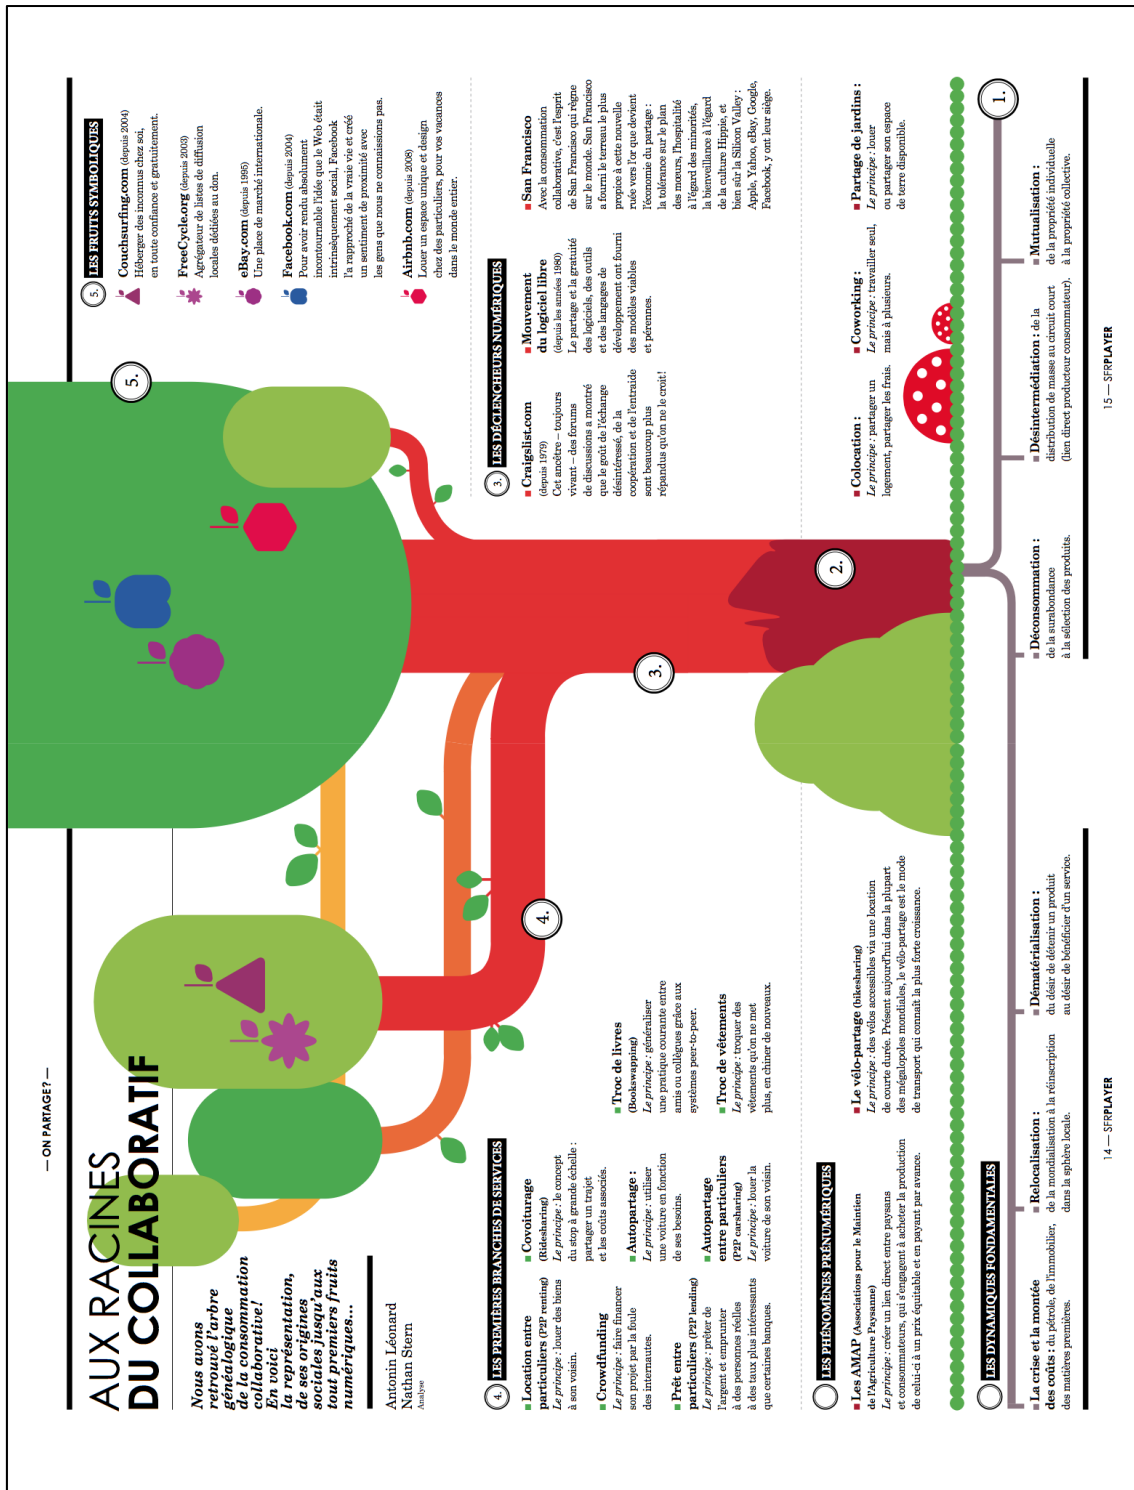 — ON PARTAGE? —
AUX RACINES
DU COLLABORATIF
Nous avons
retrouvé l'arbre
généalogique
de la consommation
collaborative!
En voici
la représentation,
de ses origines
sociales jusqu'aux
tout premiers fruits
numériques...
Antonin Léonard
Nathan Stern
Analyse
5. LES FRUITS SYMBOLIQUES
Couchsurfing.com (depuis 2004)
Héberger des inconnus chez soi,
en toute confiance et gratuitement.
FreeCycle.org (depuis 2003)
Agrégateur de listes de diffusion
locales dédiées au don.
eBay.com (depuis 1995)
Une place de marché internationale.
Facebook.com (depuis 2004)
Pour avoir rendu absolument
incontournable l'idée que le Web était
intrinsèquement social, Facebook
l'a rapproché de la vraie vie et créé
un sentiment de proximité avec
les gens que nous ne connaissions pas.
Airbnb.com (depuis 2008)
Louer un espace unique et design
chez des particuliers, pour vos vacances
dans le monde entier.
5.
4. LES PREMIÈRES BRANCHES DE SERVICES
Location entre
particuliers (P2P renting)
Le principe : louer des biens
à son voisin.
Crowdfunding
Le principe : faire financer
son projet par la foule
des internautes.
Prêt entre
particuliers (P2P lending)
Le principe : prêter de
l'argent et emprunter
à des personnes réelles
à des taux plus intéressants
que certaines banques.
Covoiturage
(Ridesharing)
Le principe : le concept
du stop à grande échelle :
partager un trajet
et les coûts associés.
Autopartage :
Le principe : utiliser
une voiture en fonction
de ses besoins.
Autopartage
entre particuliers
(P2P carsharing)
Le principe : louer la
voiture de son voisin.
Troc de livres
(Bookswapping)
Le principe : généraliser
une pratique courante entre
amis ou collègues grâce aux
systèmes peer-to-peer.
Troc de vêtements
Le principe : troquer des
vêtements qu'on ne met
plus, en chiner de nouveaux.
4.
3.
3. LES DÉCLENCHEURS NUMÉRIQUES
Craigslist.com
(depuis 1979)
Cet ancêtre – toujours
vivant – des forums
de discussions a montré
que le goût de l'échange
désintéressé, de la
coopération et de l'entraide
sont beaucoup plus
répandus qu'on ne le croit!
Mouvement
du logiciel libre
(depuis les années 1980)
Le partage et la gratuité
des logiciels, des outils
et des langages de
développement ont fourni
des modèles viables
et pérennes.
San Francisco
Avec la consommation
collaborative, c'est l'esprit
de San Francisco qui règne
sur le monde. San Francisco
a fourni le terreau le plus
propice à cette nouvelle
ruée vers l'or que devient
l'économie du partage :
la tolérance sur le plan
des mœurs, l'hospitalité
à l'égard des minorités,
la bienveillance à l'égard
de la culture Hippie, et
bien sûr la Silicon Valley :
Apple, Yahoo, eBay, Google,
Facebook, y ont leur siège.
LES PHÉNOMÈNES PRÉNUMÉRIQUES
Les AMAP (Associations pour le Maintien
de l'Agriculture Paysanne)
Le principe : créer un lien direct entre paysans
et consommateurs, qui s'engagent à acheter la production
de celui-ci à un prix équitable et en payant par avance.
Le vélo-partage (bikesharing)
Le principe : des vélos accessibles via une location
de courte durée. Présent aujourd'hui dans la plupart
des mégalopoles mondiales, le vélo-partage est le mode
de transport qui connaît la plus forte croissance.
2.
Colocation :
Le principe : partager un
logement, partager les frais.
Coworking :
Le principe : travailler seul,
mais à plusieurs.
Partage de jardins :
Le principe : louer
ou partager son espace
de terre disponible.
LES DYNAMIQUES FONDAMENTALES
1.
La crise et la montée
des coûts : du pétrole, de l'immobilier,
des matières premières.
Relocalisation :
de la mondialisation à la réinscription
dans la sphère locale.
Dématérialisation :
du désir de détenir un produit
au désir de bénéficier d'un service.
Déconsommation :
de la surabondance
à la sélection des produits.
Désintermédiation : de la
distribution de masse au circuit court
(lien direct producteur consommateur).
Mutualisation :
de la propriété individuelle
à la propriété collective.
14 — SFRPLAYER
15 — SFRPLAYER